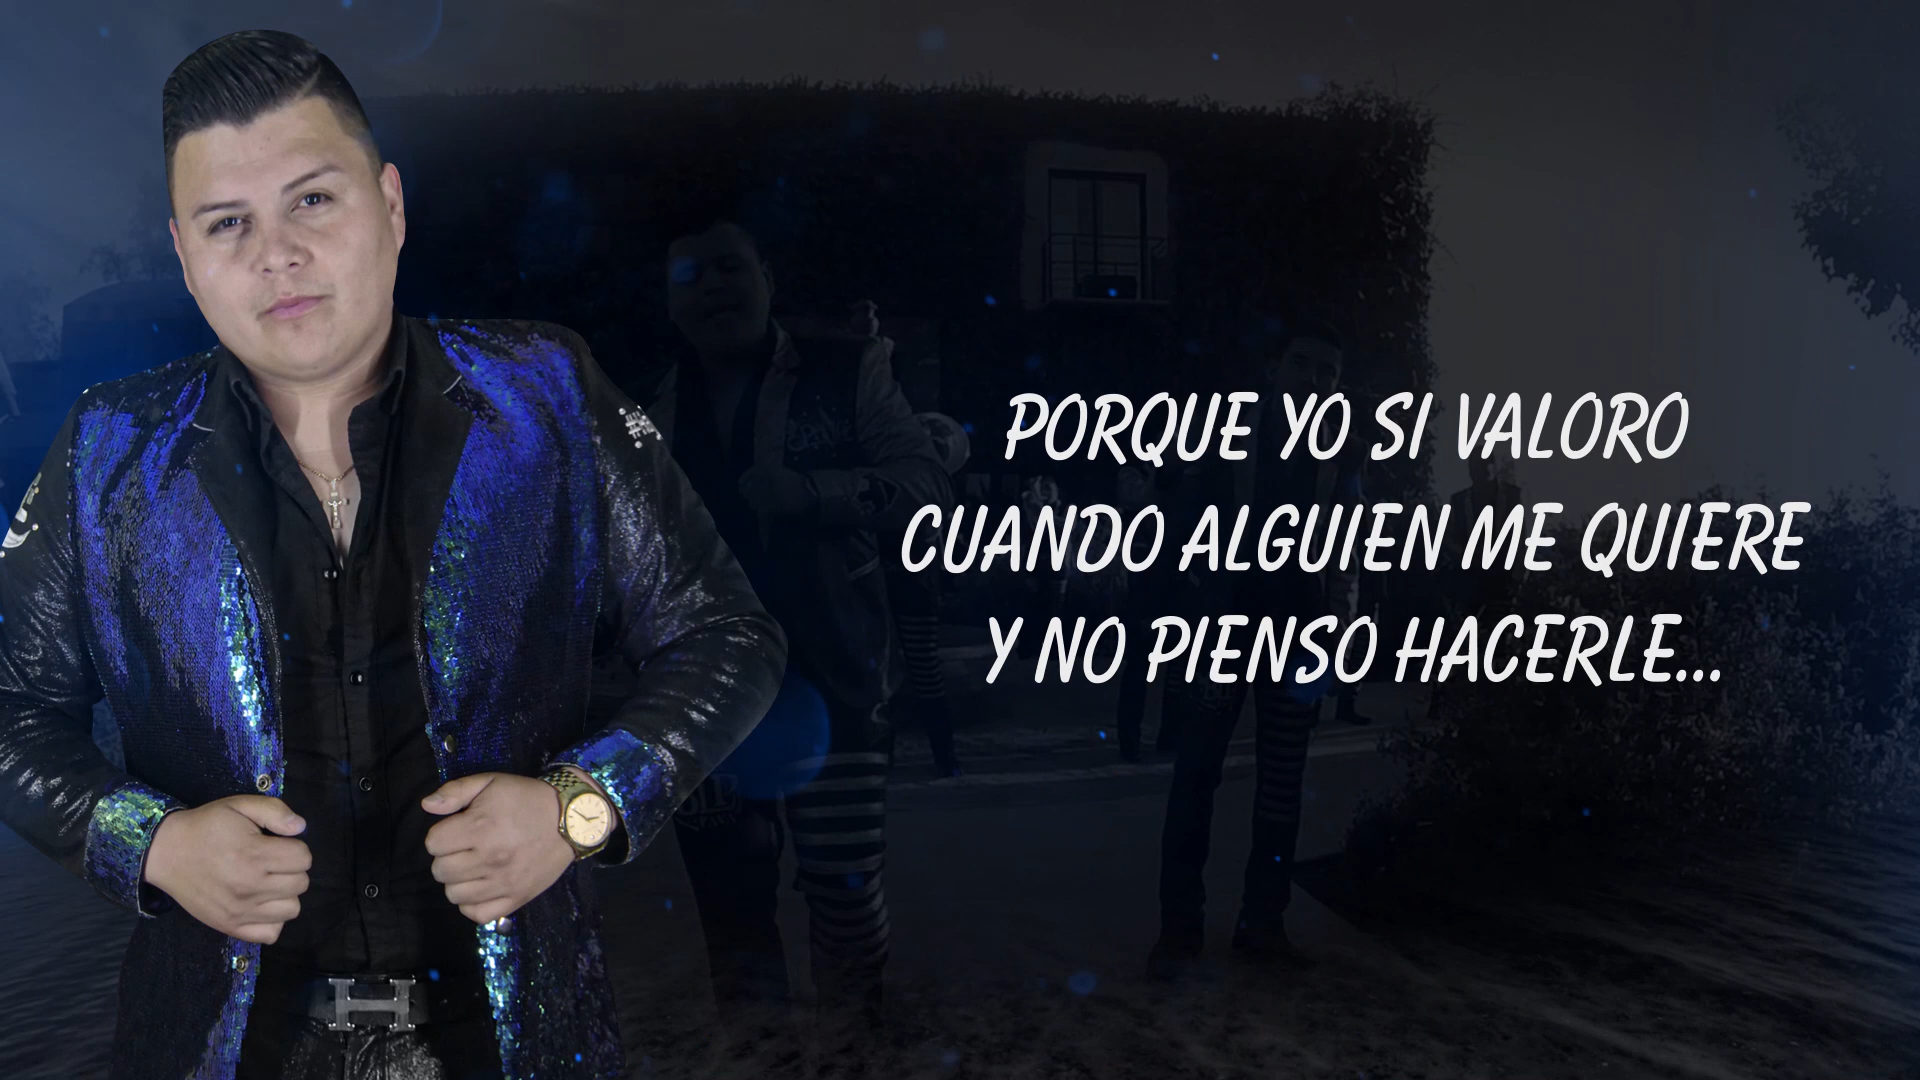 PORQUE YO SI VALORO
CUANDO ALGUIEN ME QUIERE
Y NO PIENSO HACERLE...